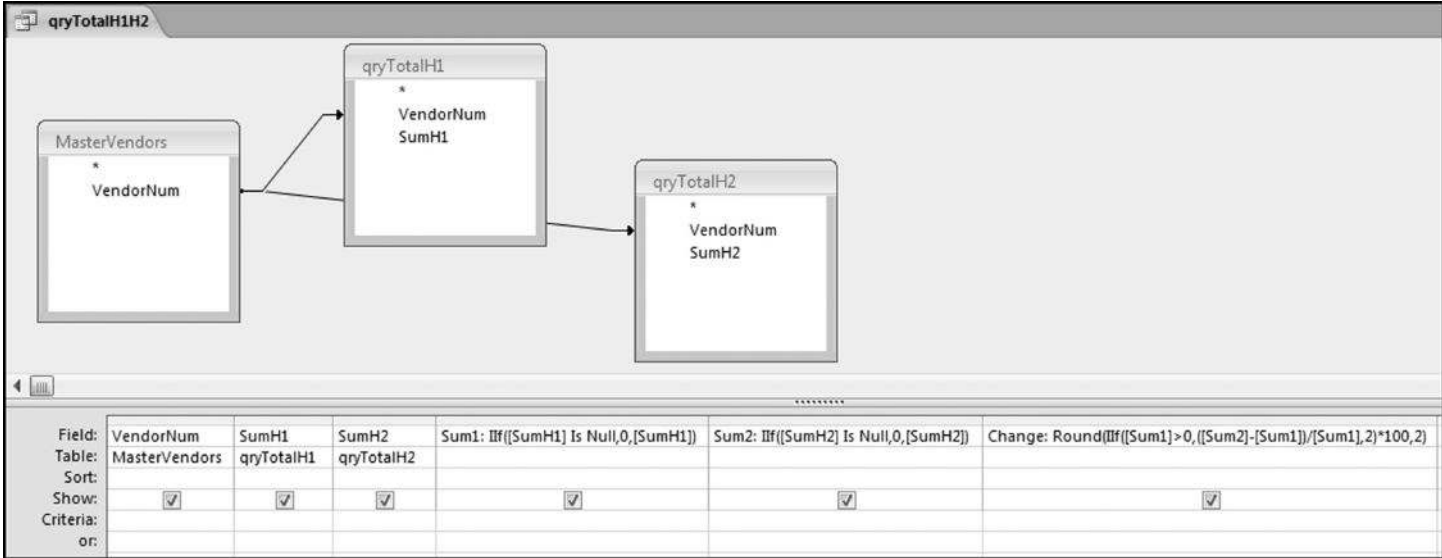 qryTotalH1H2
qryTotalH1
*
VendorNum
SumH1
MasterVendors
*
VendorNum
qryTotalH2
*
VendorNum
SumH2
Field: VendorNum SumH1 SumH2 Sum1: IIf([SumH1] Is Null,0,[SumH1]) Sum2: IIf([SumH2] Is Null,0,[SumH2]) Change: Round(IIf([Sum1]>0,([Sum2]-[Sum1])/[Sum1],2)*100,2)
Table: MasterVendors qryTotalH1 qryTotalH2
Sort:
Show:
Criteria:
or: